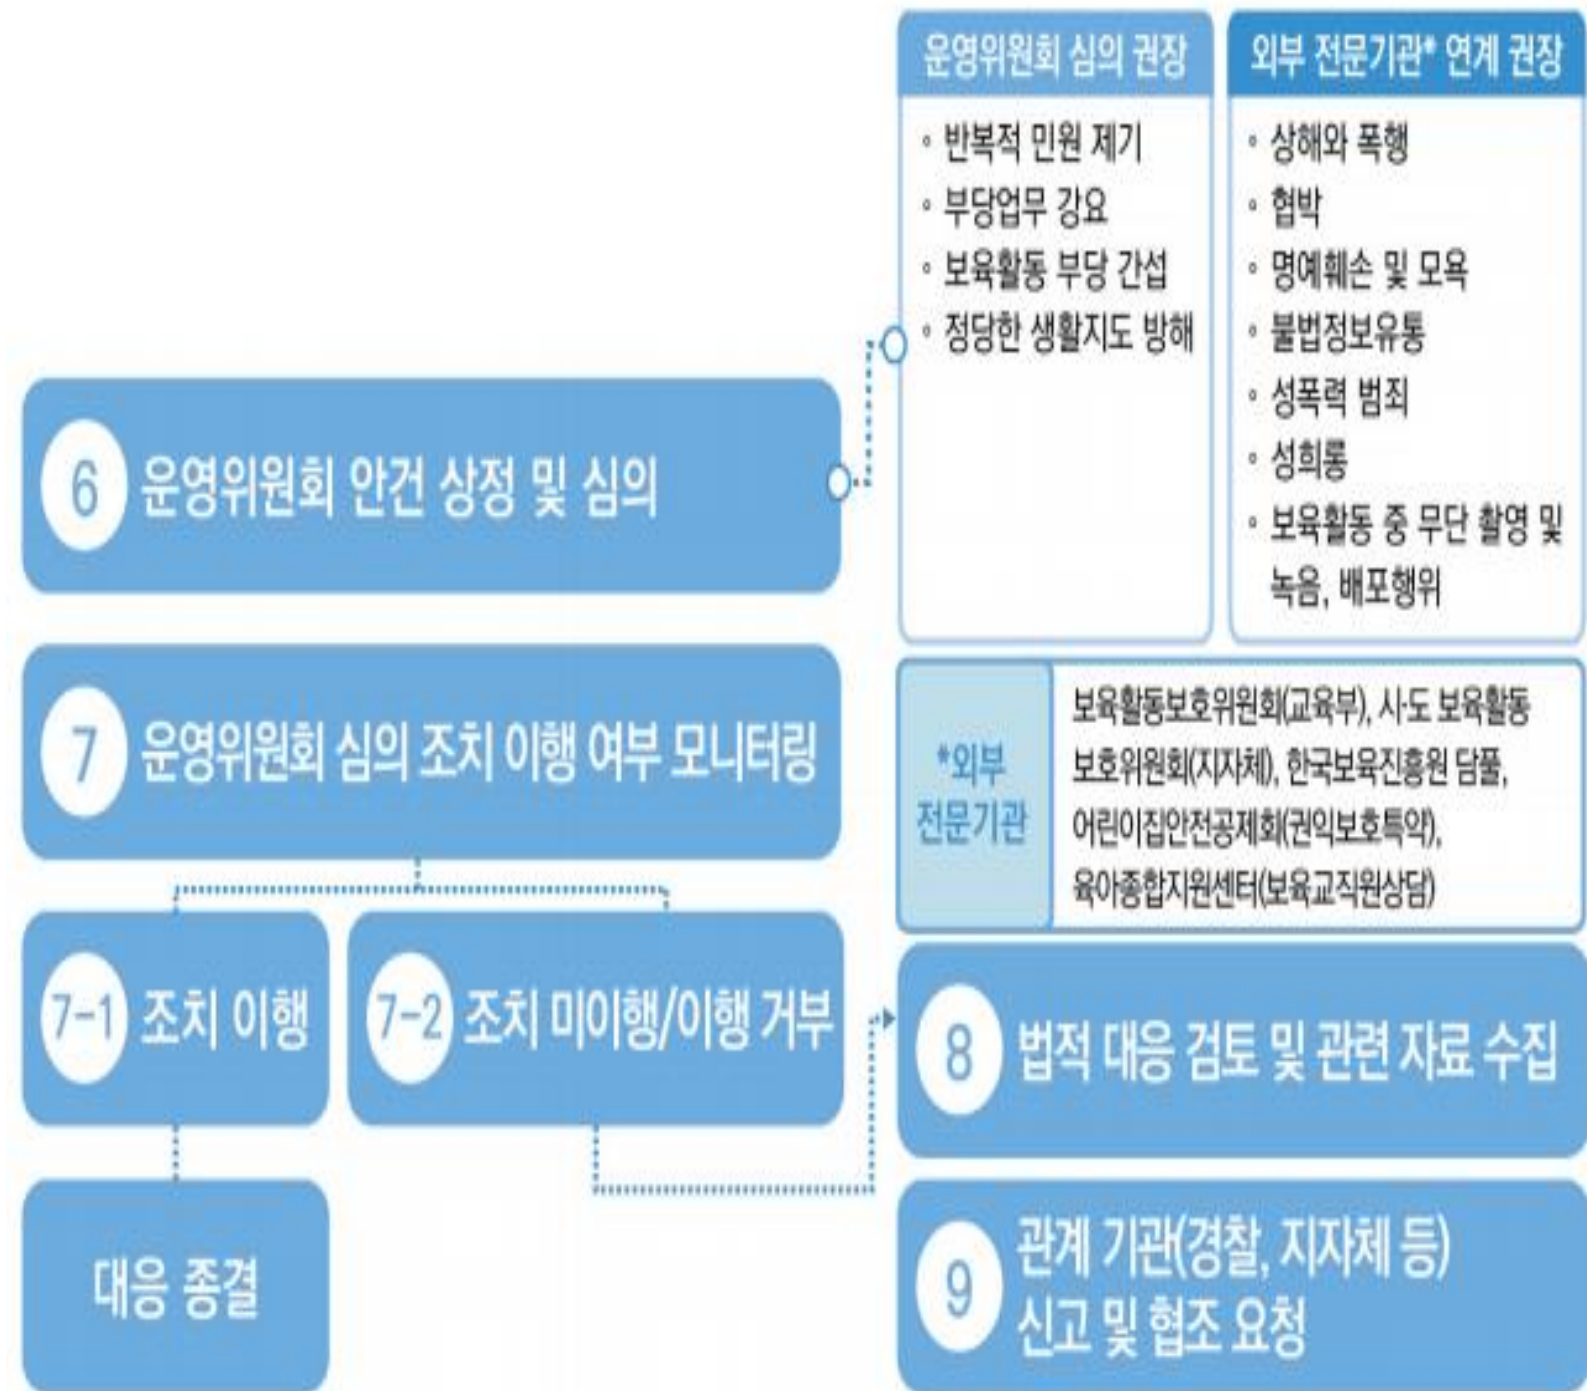 운영위원회 심의 권장
◦ 반복적 민원 제기
◦ 부당업무 강요
◦ 보육활동 부당 간섭
◦ 정당한 생활지도 방해
외부 전문기관* 연계 권장
◦ 상해와 폭행
◦ 협박
◦ 명예훼손 및 모욕
◦ 불법정보유통
◦ 성폭력 범죄
◦ 성희롱
◦ 보육활동 중 무단 촬영 및
녹음, 배포행위
6 운영위원회 안건 상정 및 심의
7 운영위원회 심의 조치 이행 여부 모니터링
*외부
전문기관
보육활동보호위원회(교육부), 시·도 보육활동
보호위원회(지자체), 한국보육진흥원 담풀,
어린이집안전공제회(권익보호특약),
육아종합지원센터(보육교직원상담)
7-1 조치 이행
7-2 조치 미이행/이행 거부
대응 종결
8 법적 대응 검토 및 관련 자료 수집
9 관계 기관(경찰, 지자체 등)
신고 및 협조 요청